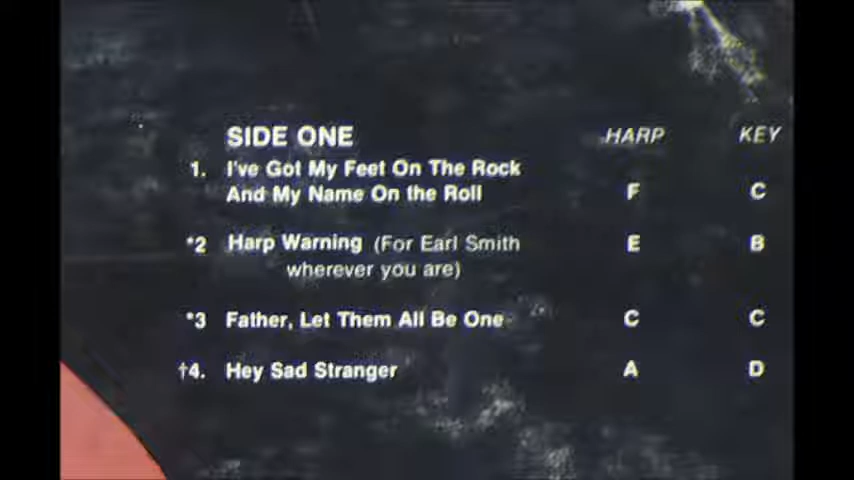 SIDE ONE HARP KEY
1. I've Got My Feet On The Rock
And My Name On the Roll F C
*2 Harp Warning (For Earl Smith E B
wherever you are)
*3 Father, Let Them All Be One C C
†4. Hey Sad Stranger A D